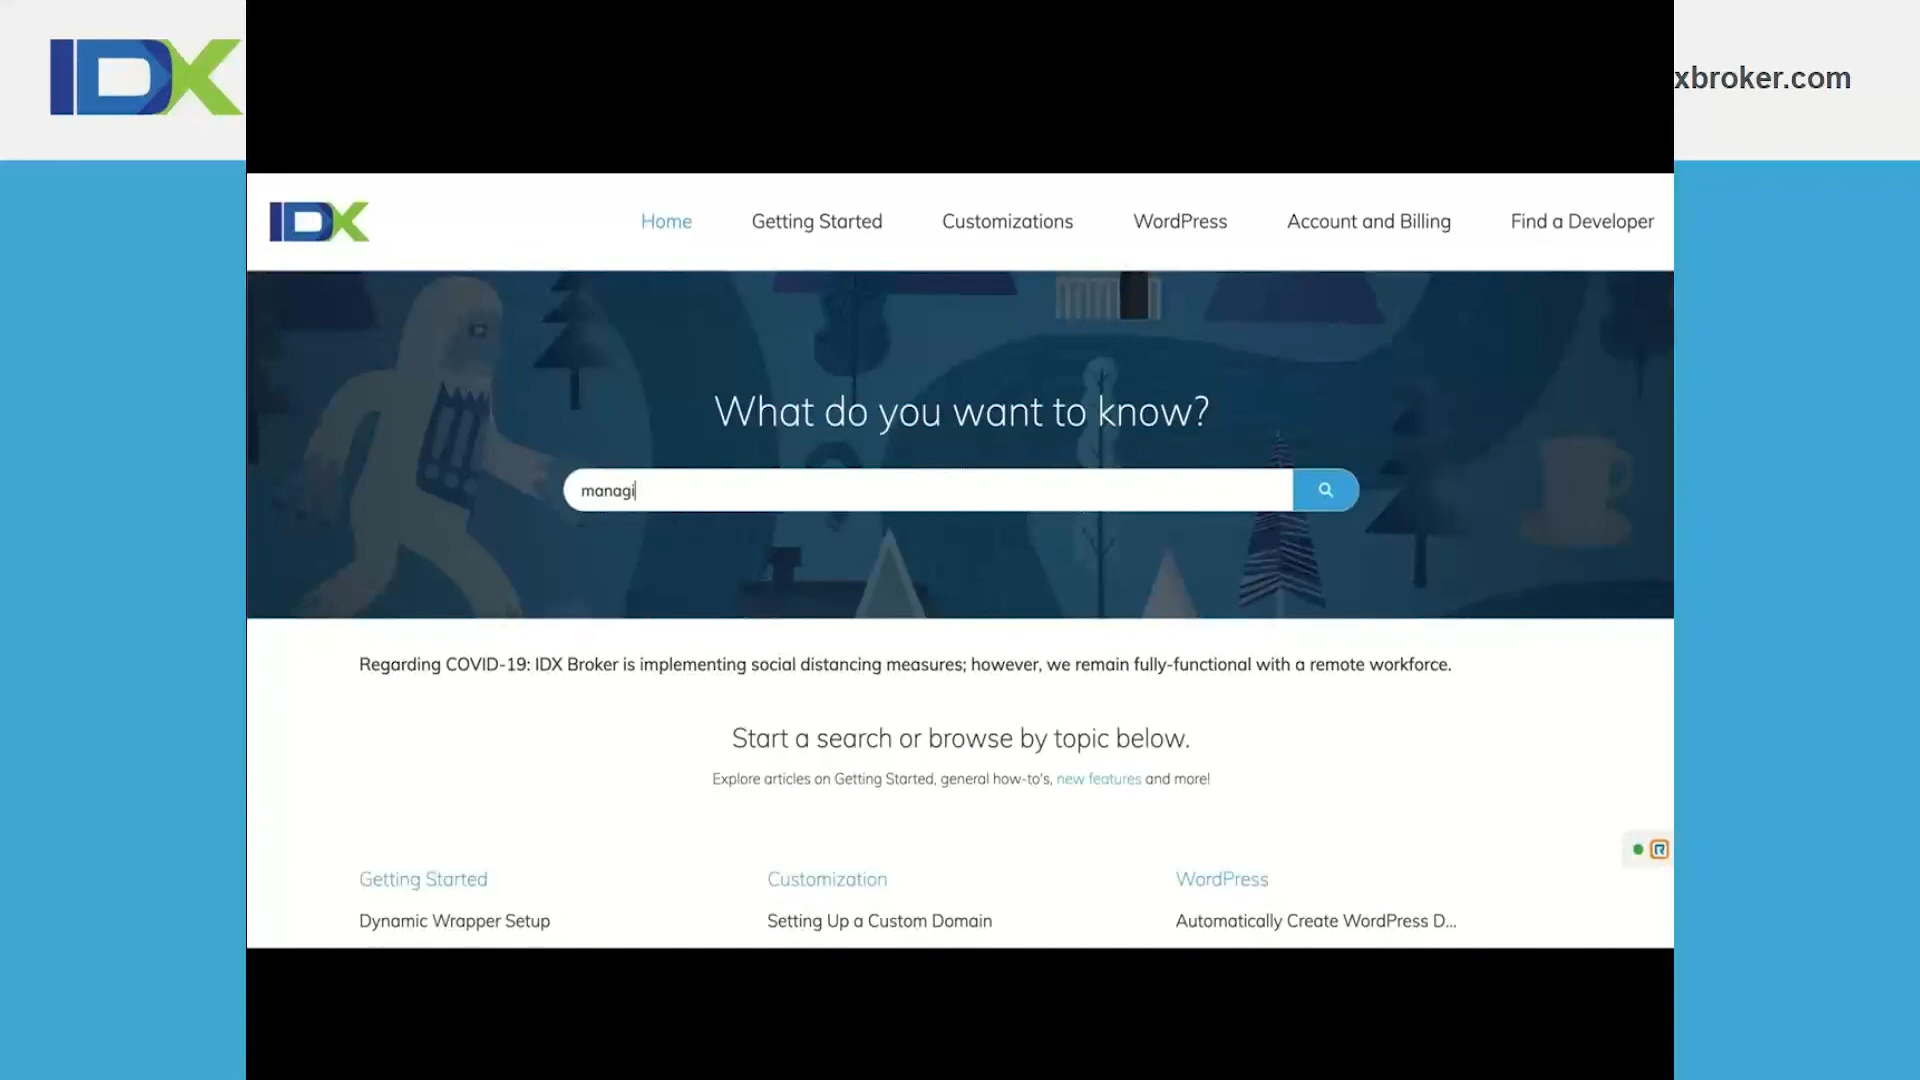 IDX
xbroker.com
IDX
Home
Getting Started
Customizations
WordPress
Account and Billing
Find a Developer
What do you want to know?
managi
Regarding COVID-19: IDX Broker is implementing social distancing measures; however, we remain fully-functional with a remote workforce.
Start a search or browse by topic below.
Explore articles on Getting Started, general how-to's, new features and more!
Getting Started
Customization
WordPress
Dynamic Wrapper Setup
Setting Up a Custom Domain
Automatically Create WordPress D...